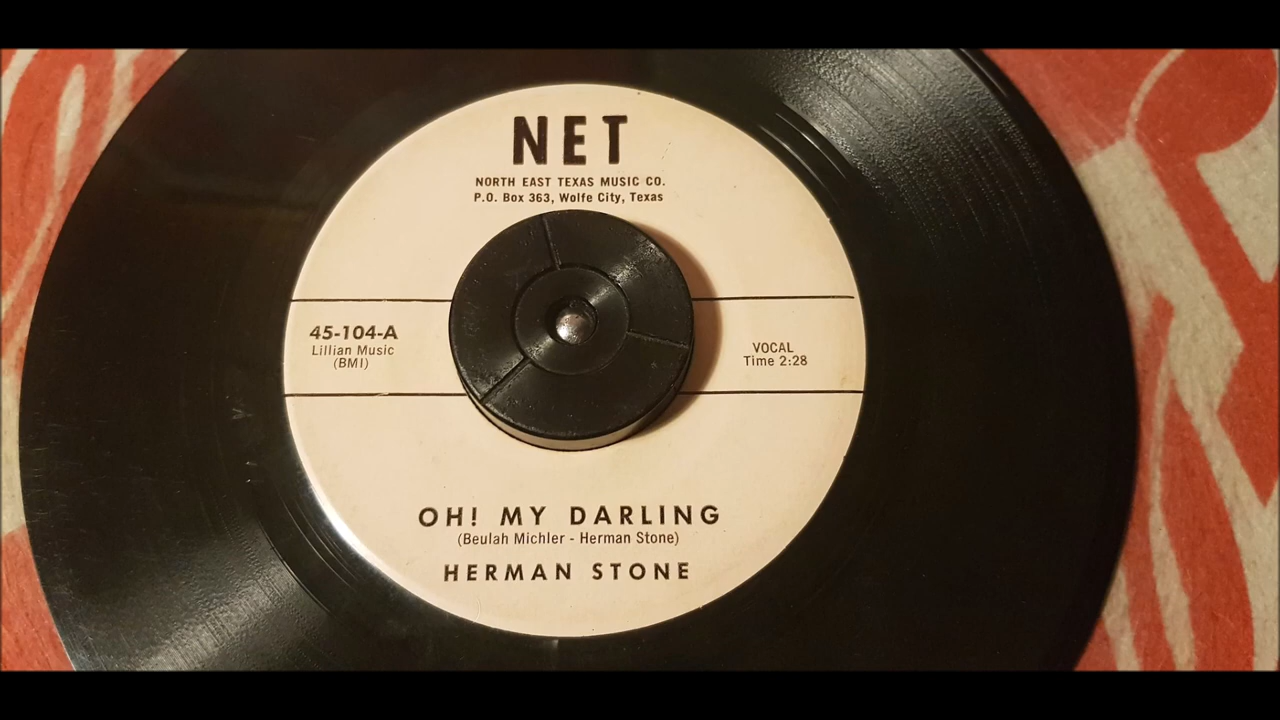 NET
NORTH EAST TEXAS MUSIC CO.
P.O. Box 363, Wolfe City, Texas
45-104-A
Lillian Music
(BMI)
VOCAL
Time 2:28
OH! MY DARLING
(Beulah Michler - Herman Stone)
HERMAN STONE